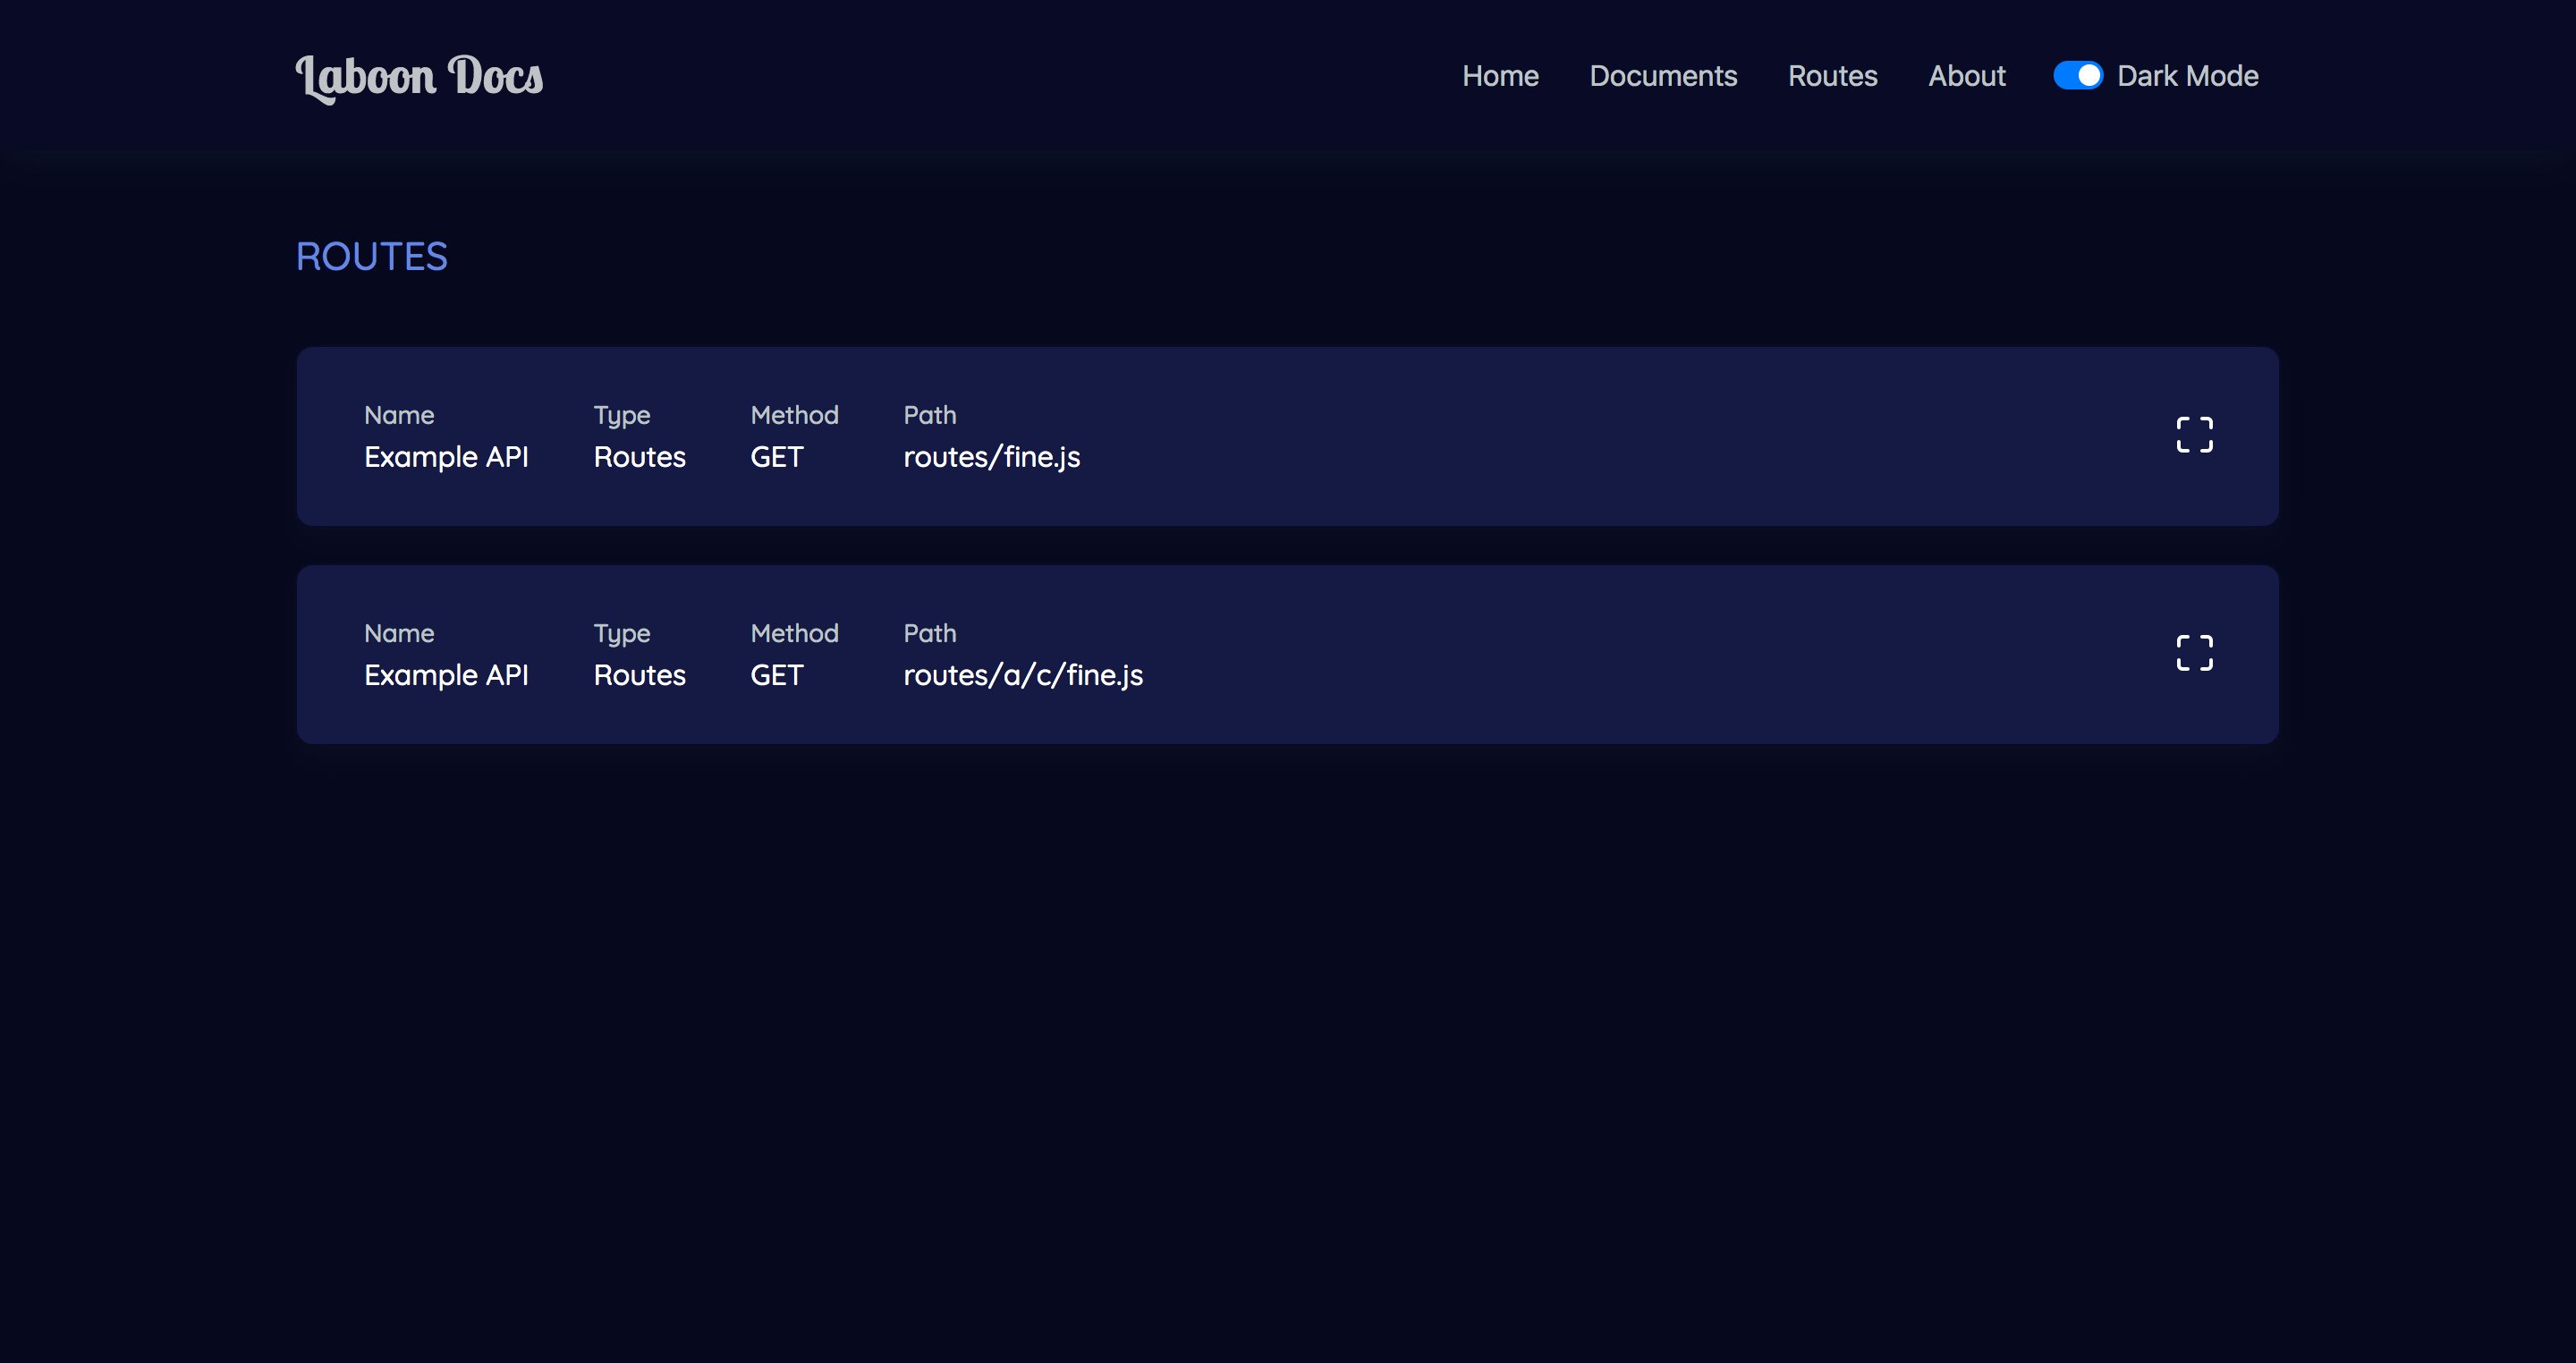 Laboon Docs
Home Documents Routes About Dark Mode
ROUTES
Name Type Method Path
Example API Routes GET routes/fine.js
Name Type Method Path
Example API Routes GET routes/a/c/fine.js